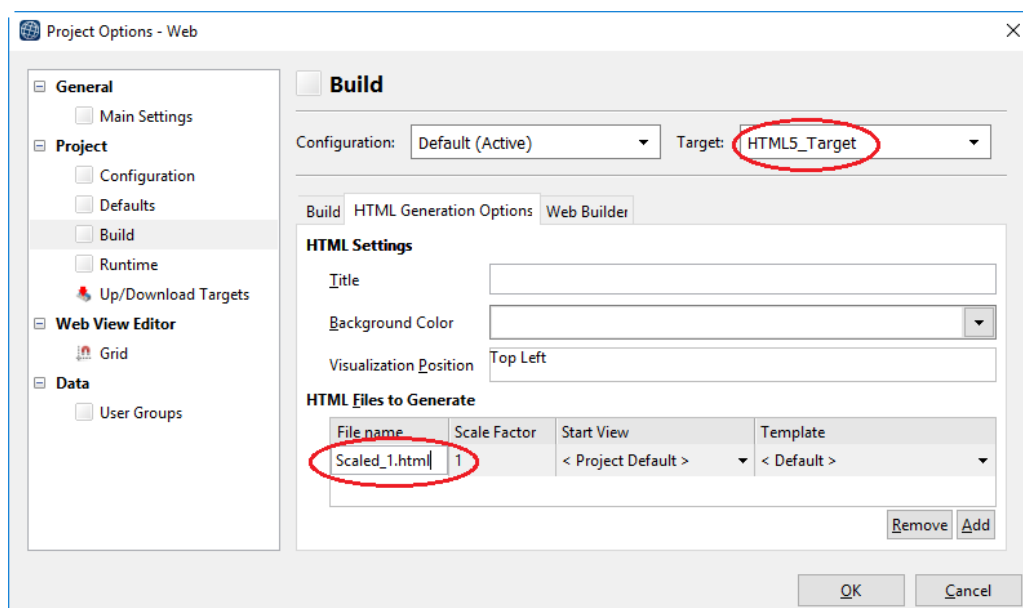 Project Options - Web
General
Main Settings
Project
Configuration
Defaults
Build
Runtime
Up/Download Targets
Web View Editor
Grid
Data
User Groups
Build
Configuration: Default (Active) Target: HTML5_Target
Build HTML Generation Options Web Builder
HTML Settings
Title
Background Color
Visualization Position Top Left
HTML Files to Generate
File name Scale Factor Start View Template
Scaled_1.html 1 < Project Default > < Default >
Remove Add
OK Cancel